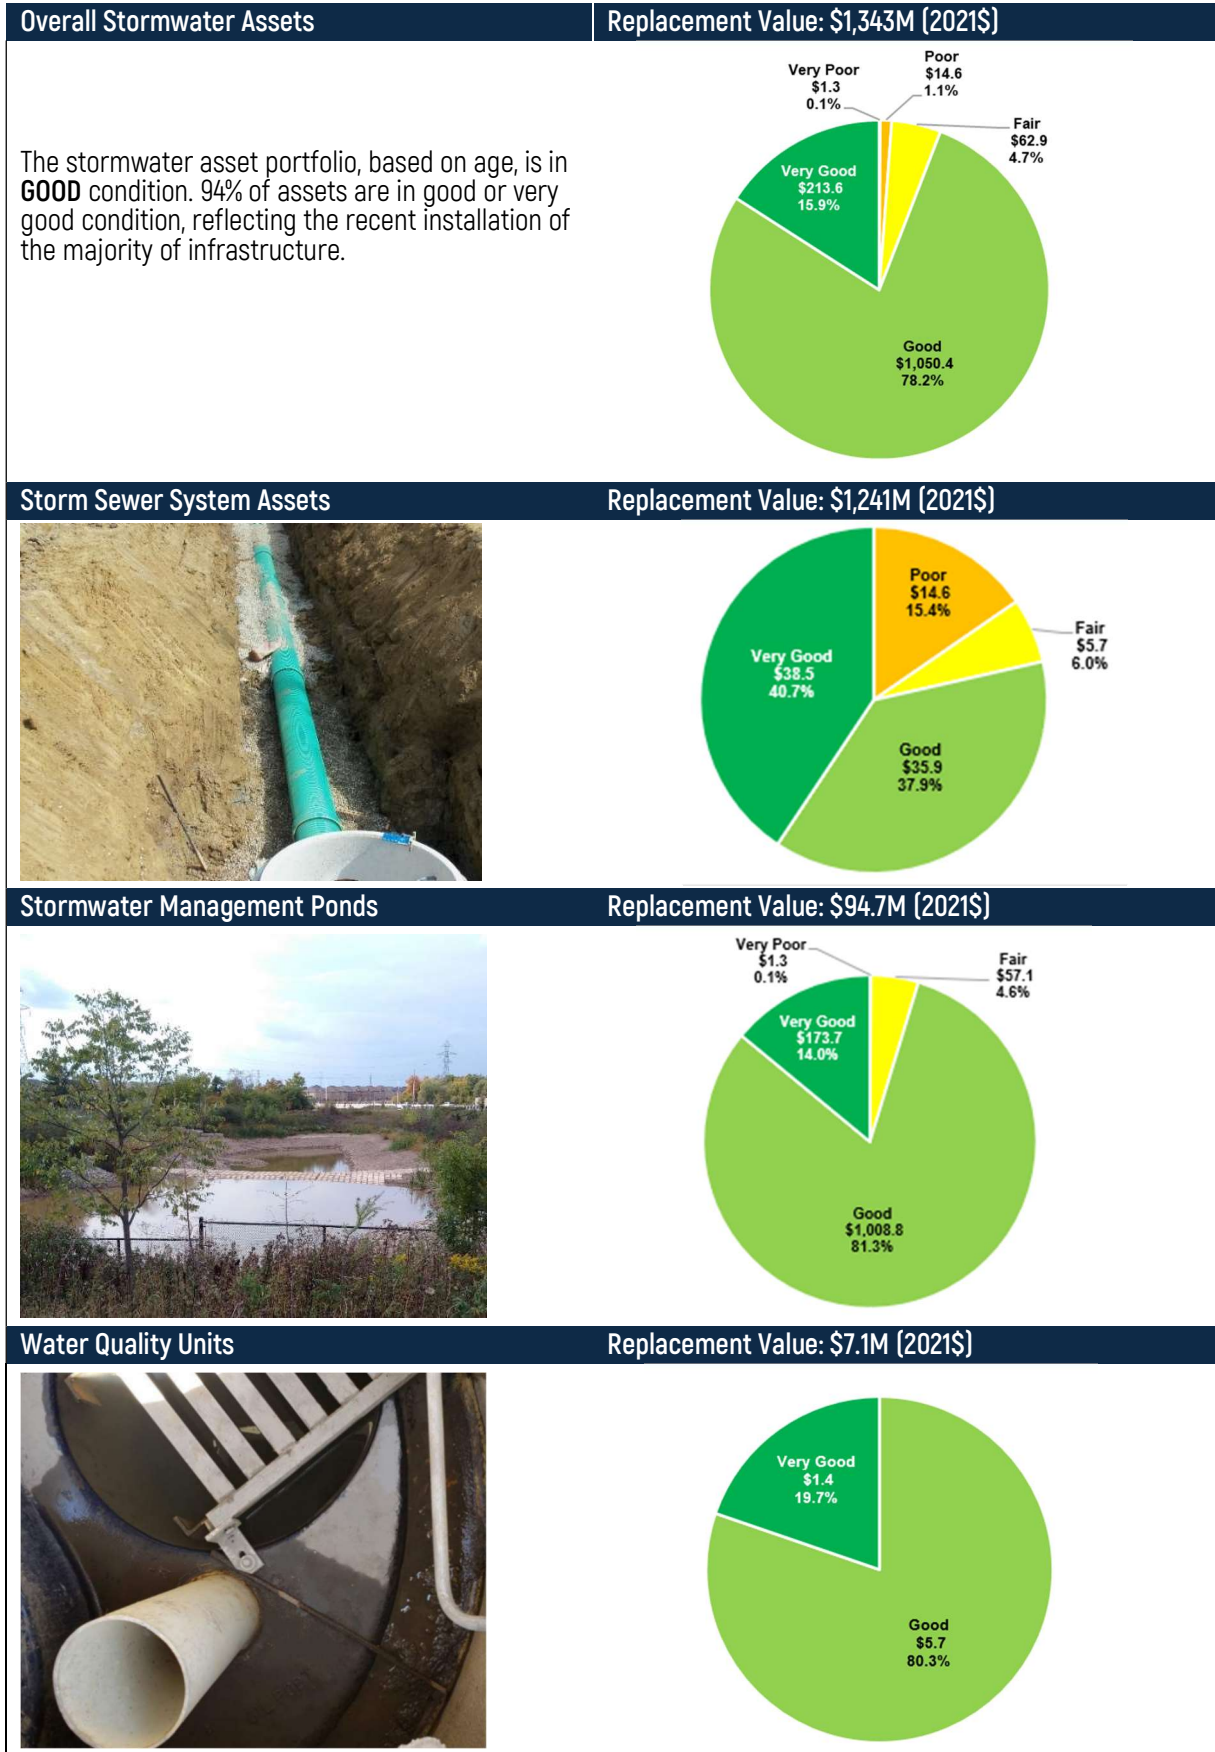 Overall Stormwater Assets
Replacement Value: $1,343M (2021$)
The stormwater asset portfolio, based on age, is in
GOOD condition. 94% of assets are in good or very
good condition, reflecting the recent installation of
the majority of infrastructure.
Very Poor
$1.3
0.1%
Poor
$14.6
1.1%
Fair
$62.9
4.7%
Very Good
$213.6
15.9%
Good
$1,050.4
78.2%
Storm Sewer System Assets
Replacement Value: $1,241M (2021$)
Poor
$14.6
15.4%
Fair
$5.7
6.0%
Very Good
$38.5
40.7%
Good
$35.9
37.9%
Stormwater Management Ponds
Replacement Value: $94.7M (2021$)
Very Poor
$1.3
0.1%
Fair
$57.1
4.6%
Very Good
$173.7
14.0%
Good
$1,008.8
81.3%
Water Quality Units
Replacement Value: $7.1M (2021$)
Very Good
$1.4
19.7%
Good
$5.7
80.3%